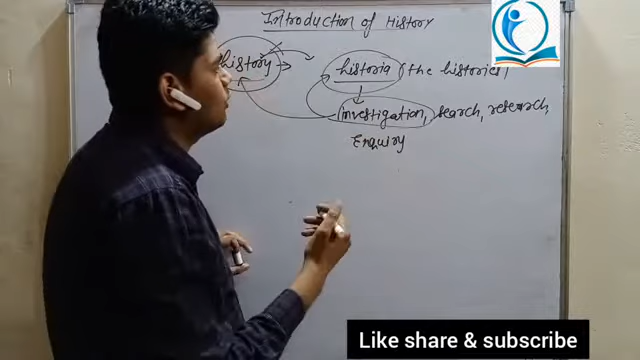 Introduction of History
history → historia (the histories)
investigation, search, research,
Enquiry
Like share & subscribe